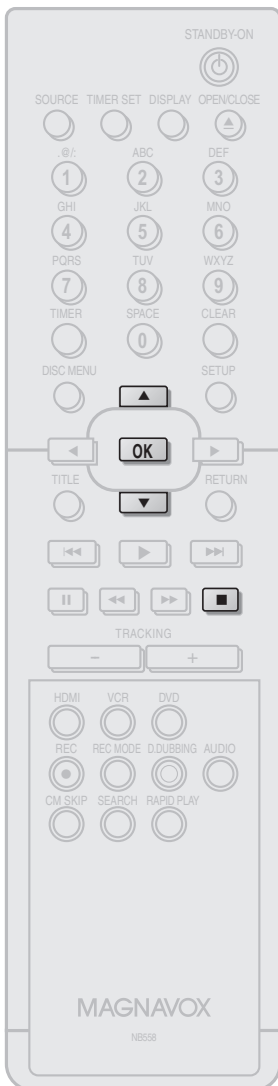 STANDBY-ON
SOURCE TIMER SET DISPLAY OPEN/CLOSE
.@/: ABC DEF
1 2 3
GHI JKL MNO
4 5 6
PQRS TUV WXYZ
7 8 9
TIMER SPACE CLEAR
0
DISC MENU SETUP
OK
TITLE RETURN
TRACKING
− +
HDMI VCR DVD
REC REC MODE D.DUBBING AUDIO
CM SKIP SEARCH RAPID PLAY
MAGNAVOX
NB558